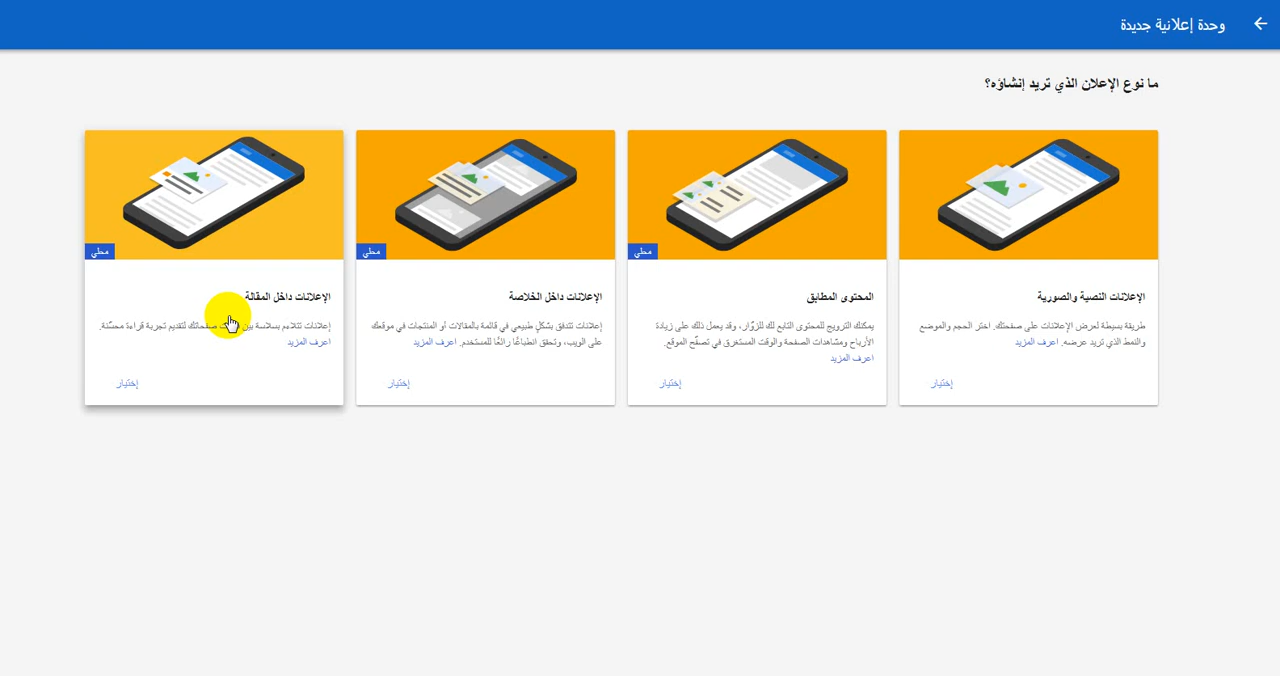 وحدة إعلانية جديدة
ما نوع الإعلان الذي تريد إنشاؤه؟
الإعلانات النصية والصورية
طريقة بسيطة لعرض الإعلانات على صفحتك. اختر الحجم والموضع
والنمط الذي تريد عرضه. اعرف المزيد
إختيار
محلي
المحتوى المطابق
يمكنك الترويج للمحتوى التابع لك للزوّار، وقد يعمل ذلك على زيادة
الأرباح ومشاهدات الصفحة والوقت المستغرق في تصفّح الموقع.
اعرف المزيد
إختيار
محلي
الإعلانات داخل الخلاصة
إعلانات تتدفق بشكلٍ طبيعي في قائمة بالمقالات أو المنتجات في موقعك
على الويب، وتحقق انطباعًا رائعًا للمستخدم. اعرف المزيد
إختيار
محلي
الإعلانات داخل المقالة
إعلانات تتلاءم بسلاسة بين صفحاتك لتقديم تجربة قراءة محسَّنة.
اعرف المزيد
إختيار